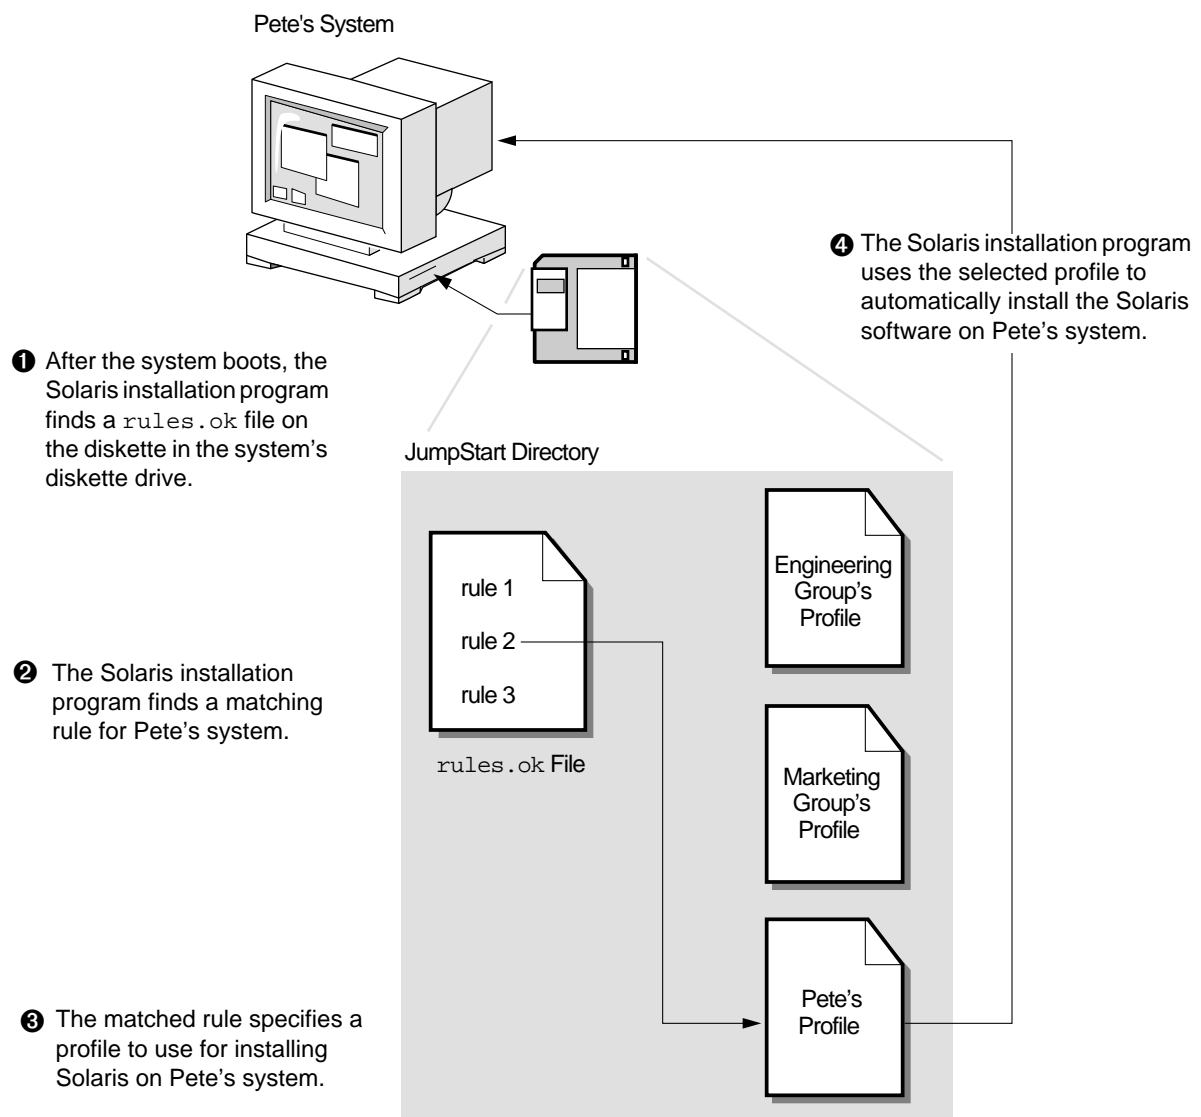 Pete's System
❹ The Solaris installation program
uses the selected profile to
automatically install the Solaris
software on Pete’s system.
❶ After the system boots, the
Solaris installation program
finds a rules.ok file on
the diskette in the system’s
diskette drive.
JumpStart Directory
rule 1
rule 2
rule 3
rules.ok File
Engineering
Group’s
Profile
❷ The Solaris installation
program finds a matching
rule for Pete’s system.
Marketing
Group’s
Profile
❸ The matched rule specifies a
profile to use for installing
Solaris on Pete’s system.
Pete’s
Profile